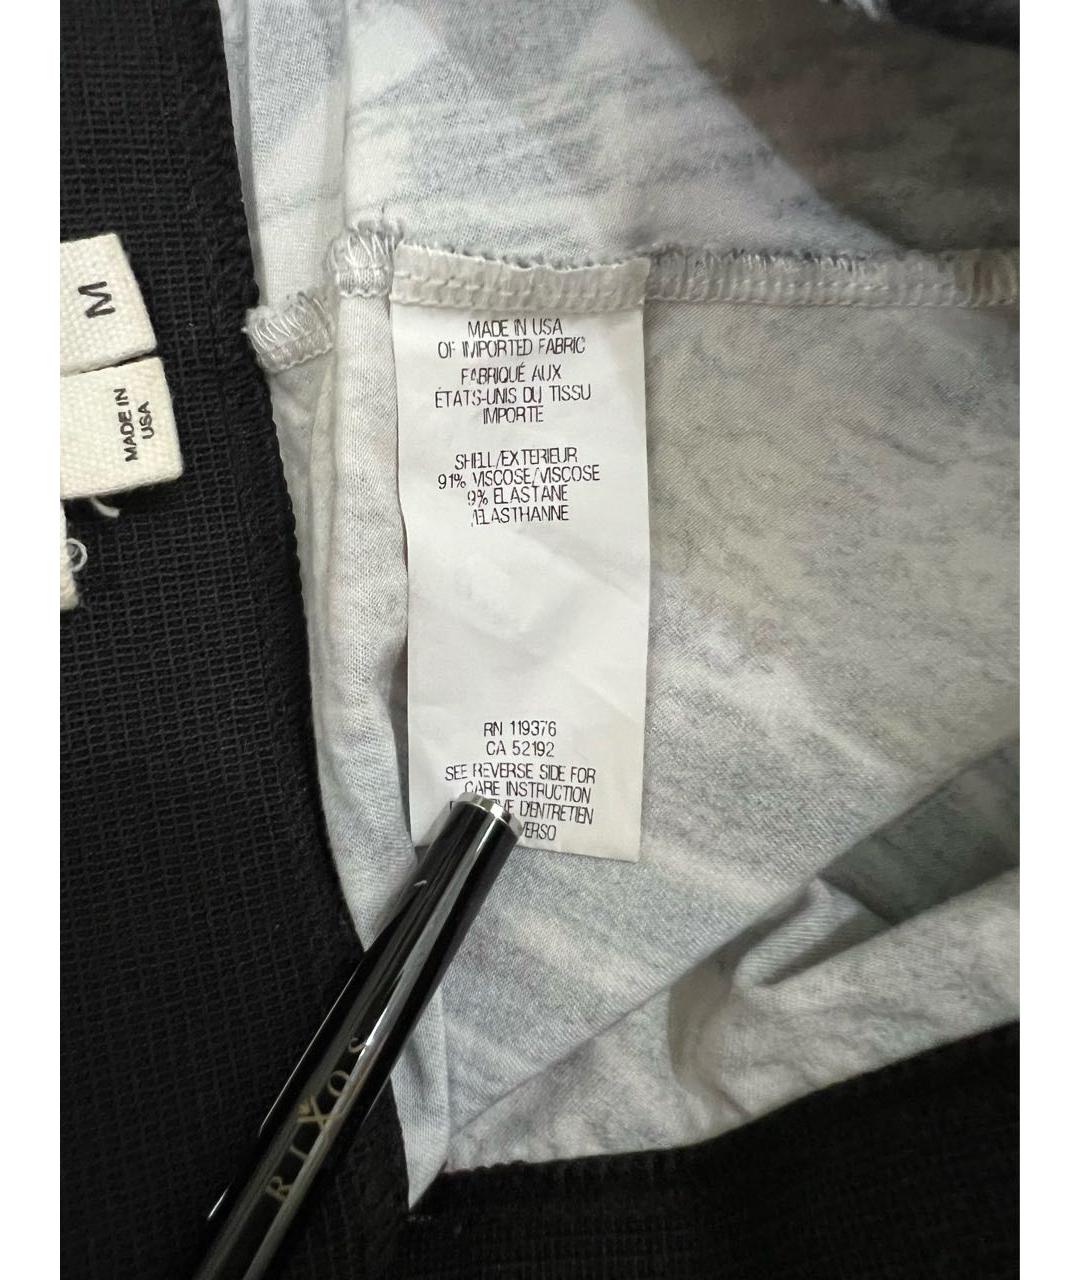 M
MADE IN
USA
MADE IN USA
OF IMPORTED FABRIC
FABRIQUÉ AUX
ÉTATS-UNIS DU TISSU
IMPORTE
SHELL/EXTERIEUR
91% VISCOSE/VISCOSE
9% ELASTANE
/ELASTHANNE
RN 119376
CA 52192
SEE REVERSE SIDE FOR
CARE INSTRUCTION
D'ENTRETIEN
VERSO
RIXOS